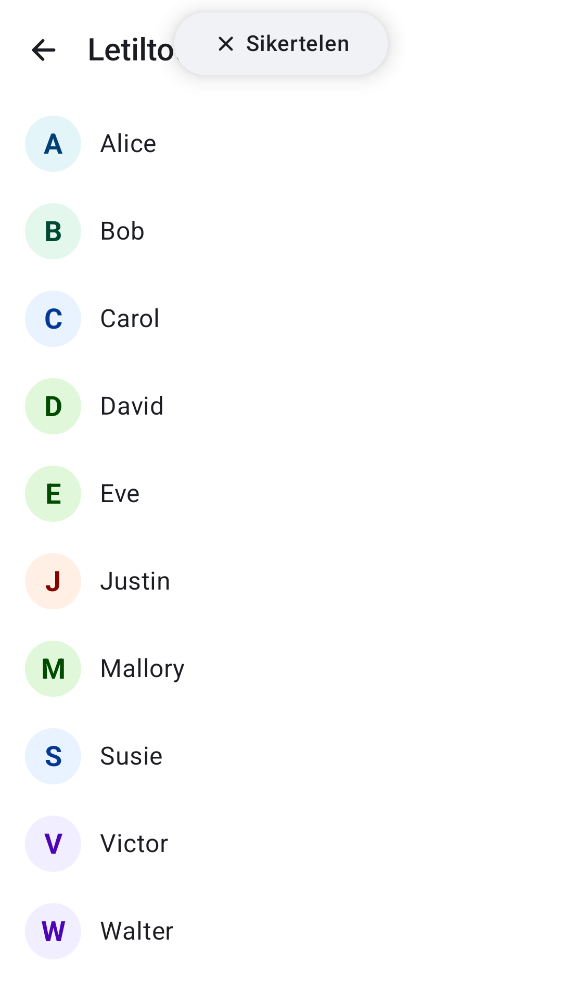 Letilto
Sikertelen
A Alice
B Bob
C Carol
D David
E Eve
J Justin
M Mallory
S Susie
V Victor
W Walter